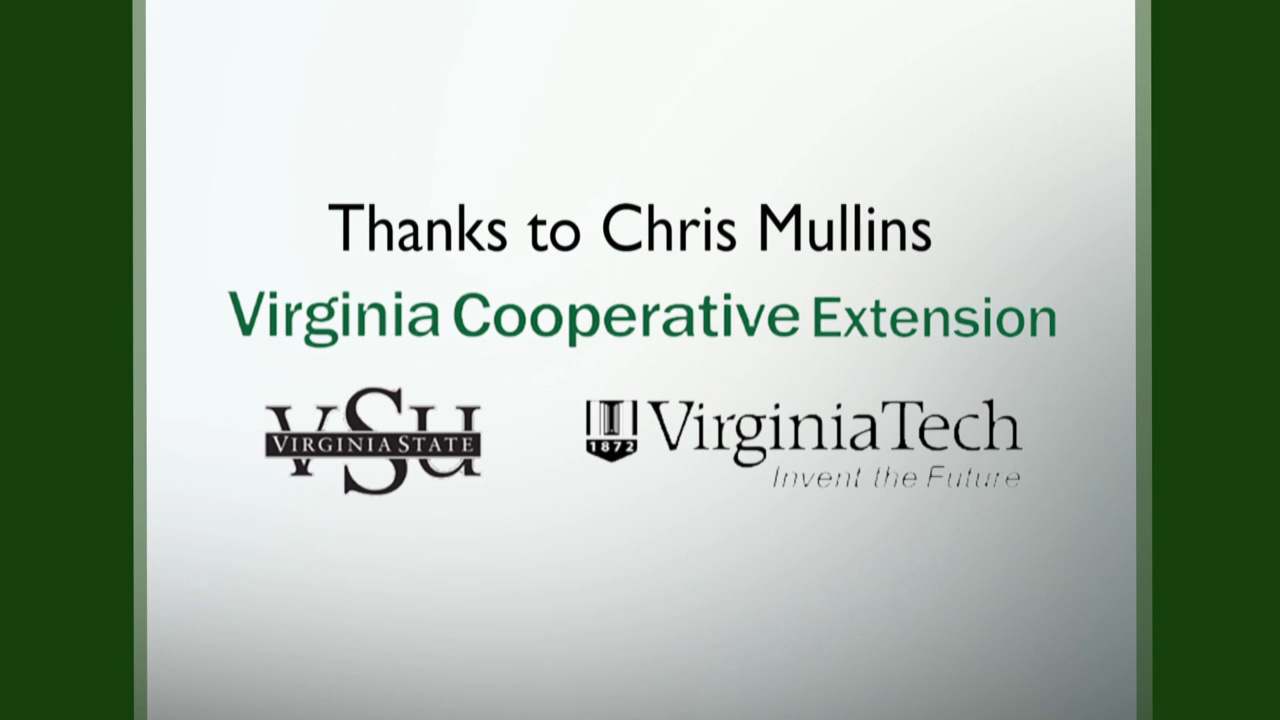 Thanks to Chris Mullins
Virginia Cooperative Extension
VSU
VIRGINIA STATE
1872
VirginiaTech
Invent the Future